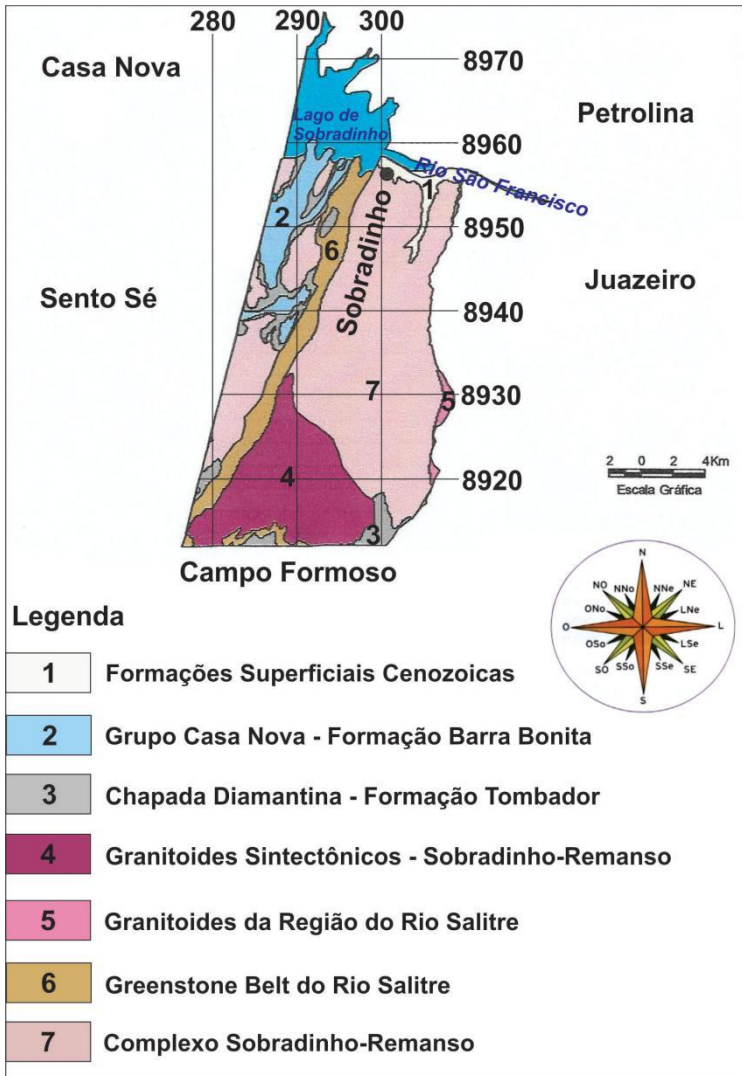 280 290 300
Casa Nova
8970
Petrolina
Lago de
Sobradinho
8960
Rio São Francisco
1
2
8950
6
Sobradinho
Sento Sé
Juazeiro
8940
7
8930
5
4
8920
2 0 2 4Km
Escala Gráfica
3
Campo Formoso
N
NO NNo NNe NE
ONo LNe
O L
OSo LSe
SO SSo SSe SE
S
Legenda
1 Formações Superficiais Cenozoicas
2 Grupo Casa Nova - Formação Barra Bonita
3 Chapada Diamantina - Formação Tombador
4 Granitoides Sintectônicos - Sobradinho-Remanso
5 Granitoides da Região do Rio Salitre
6 Greenstone Belt do Rio Salitre
7 Complexo Sobradinho-Remanso